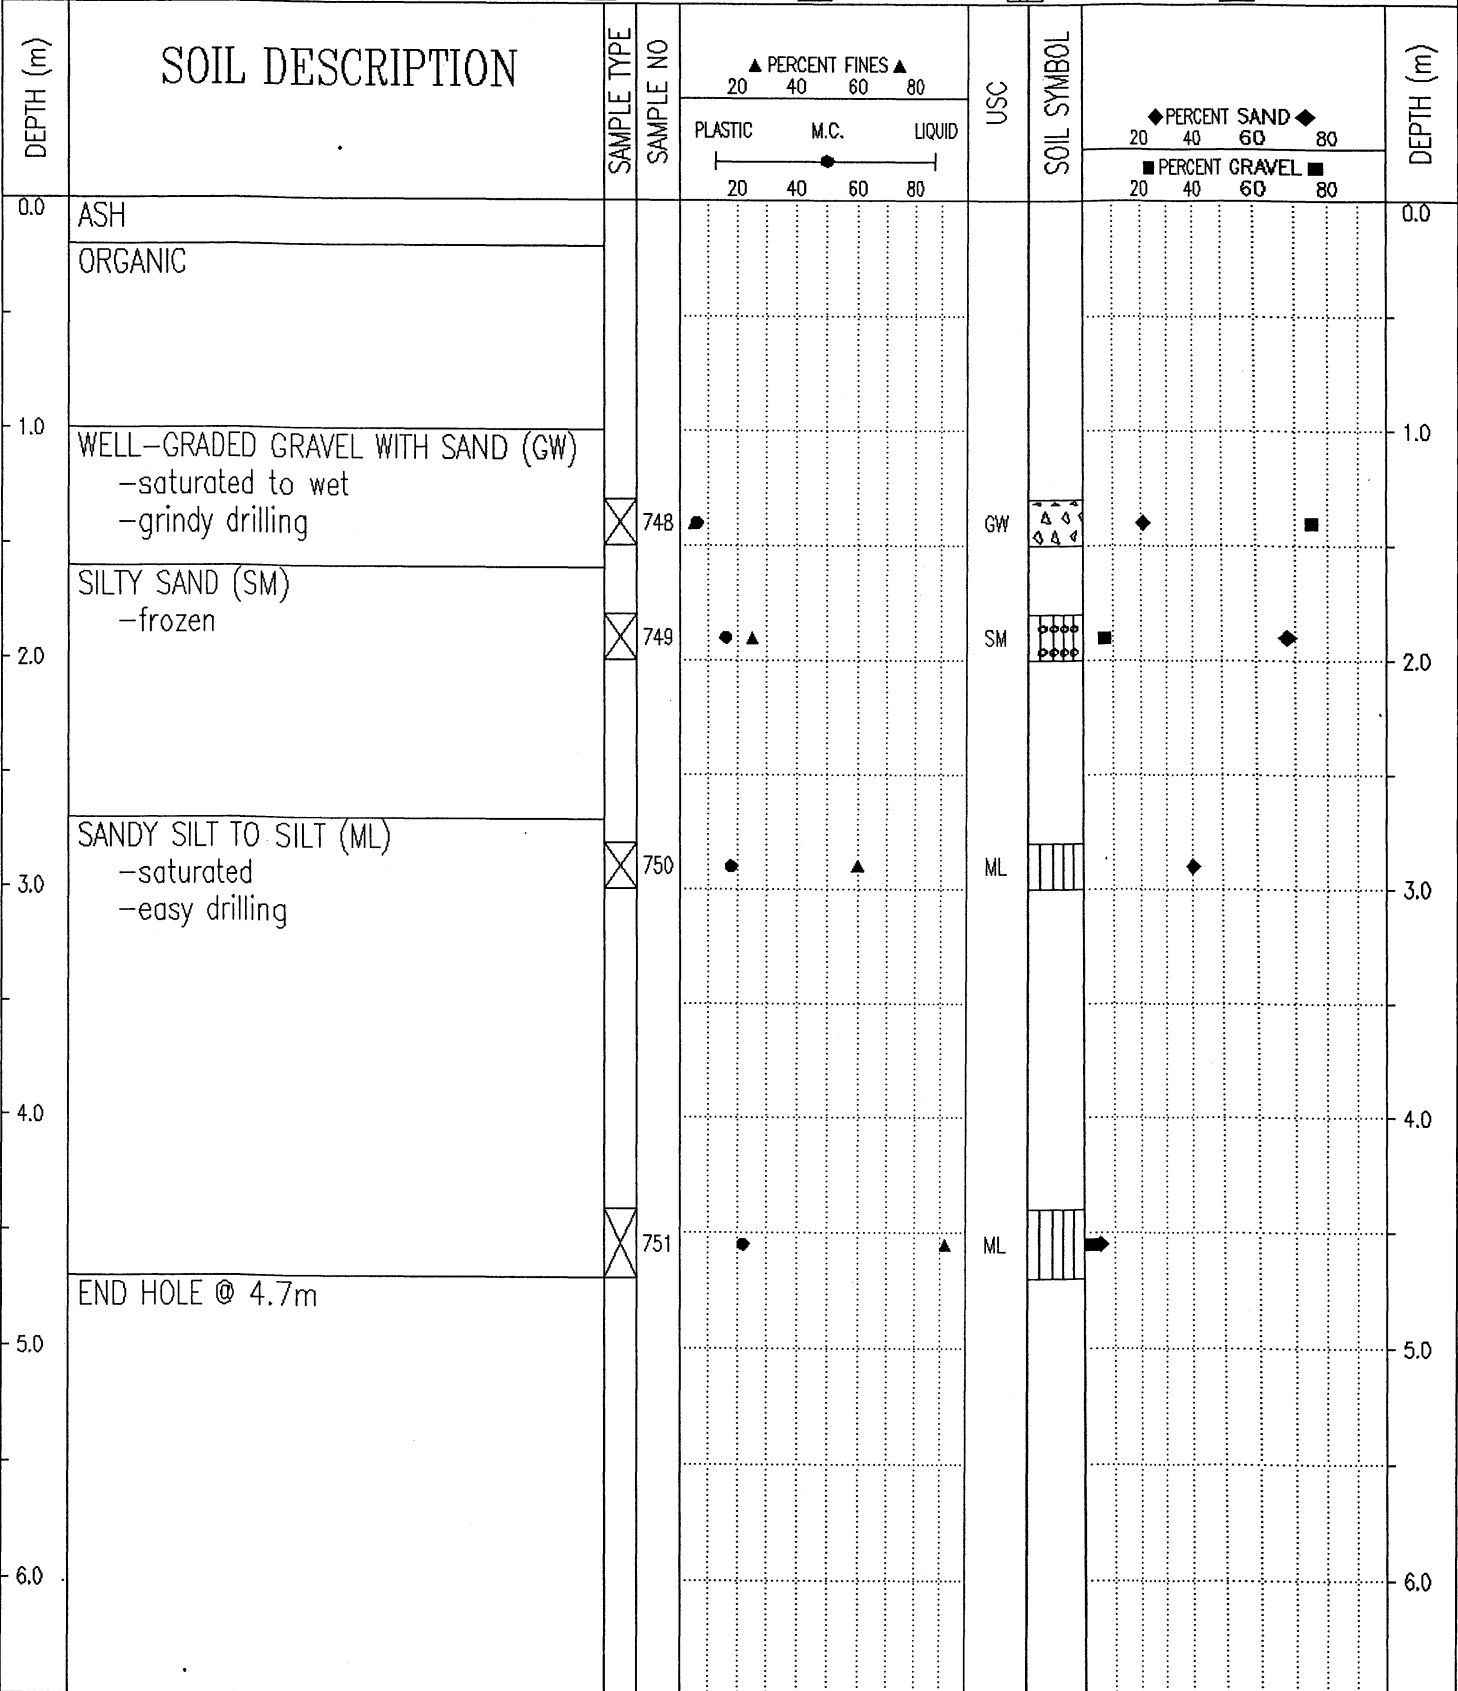 DEPTH (m)
SOIL DESCRIPTION
SAMPLE TYPE
SAMPLE NO
▲ PERCENT FINES ▲
20 40 60 80
PLASTIC M.C. LIQUID
20 40 60 80
USC
SOIL SYMBOL
◆PERCENT SAND◆
20 40 60 80
■PERCENT GRAVEL■
20 40 60 80
DEPTH (m)
0.0
ASH
0.0
ORGANIC
1.0
1.0
WELL-GRADED GRAVEL WITH SAND (GW)
-saturated to wet
-grindy drilling
748
GW
SILTY SAND (SM)
-frozen
749
SM
2.0
2.0
SANDY SILT TO SILT (ML)
-saturated
750
ML
3.0
3.0
-easy drilling
4.0
4.0
751
ML
END HOLE @ 4.7m
5.0
5.0
6.0
6.0